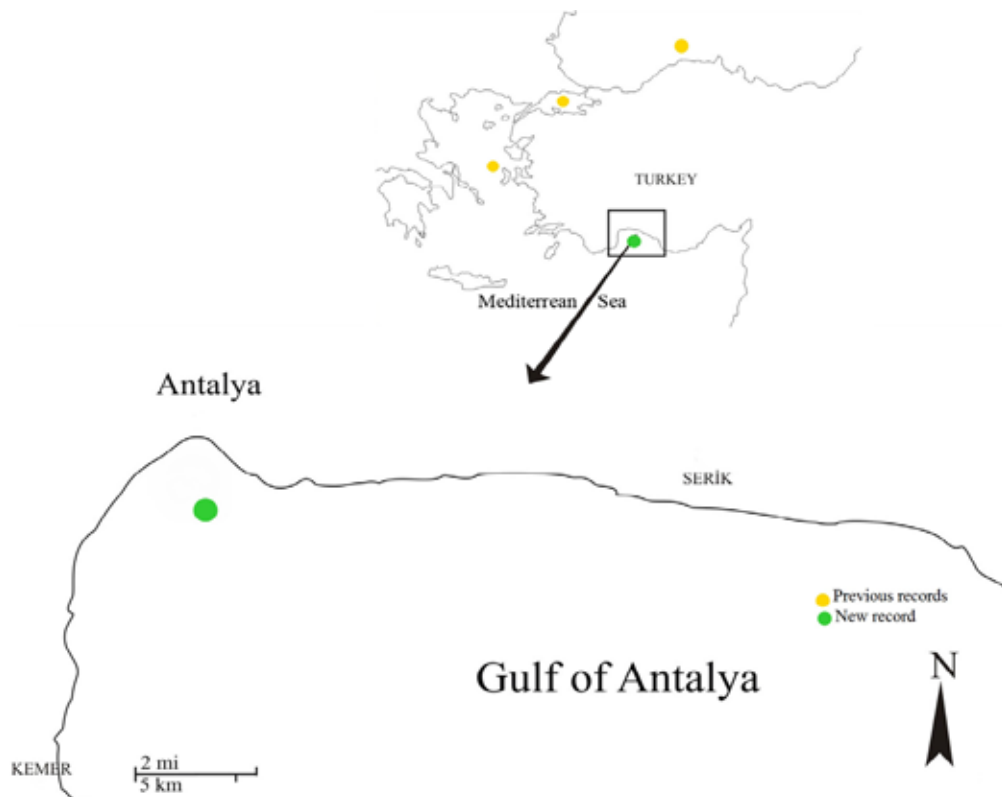 TURKEY
Mediterrean Sea
Antalya
SERİK
Previous records
New record
Gulf of Antalya
N
KEMER
2 mi
5 km